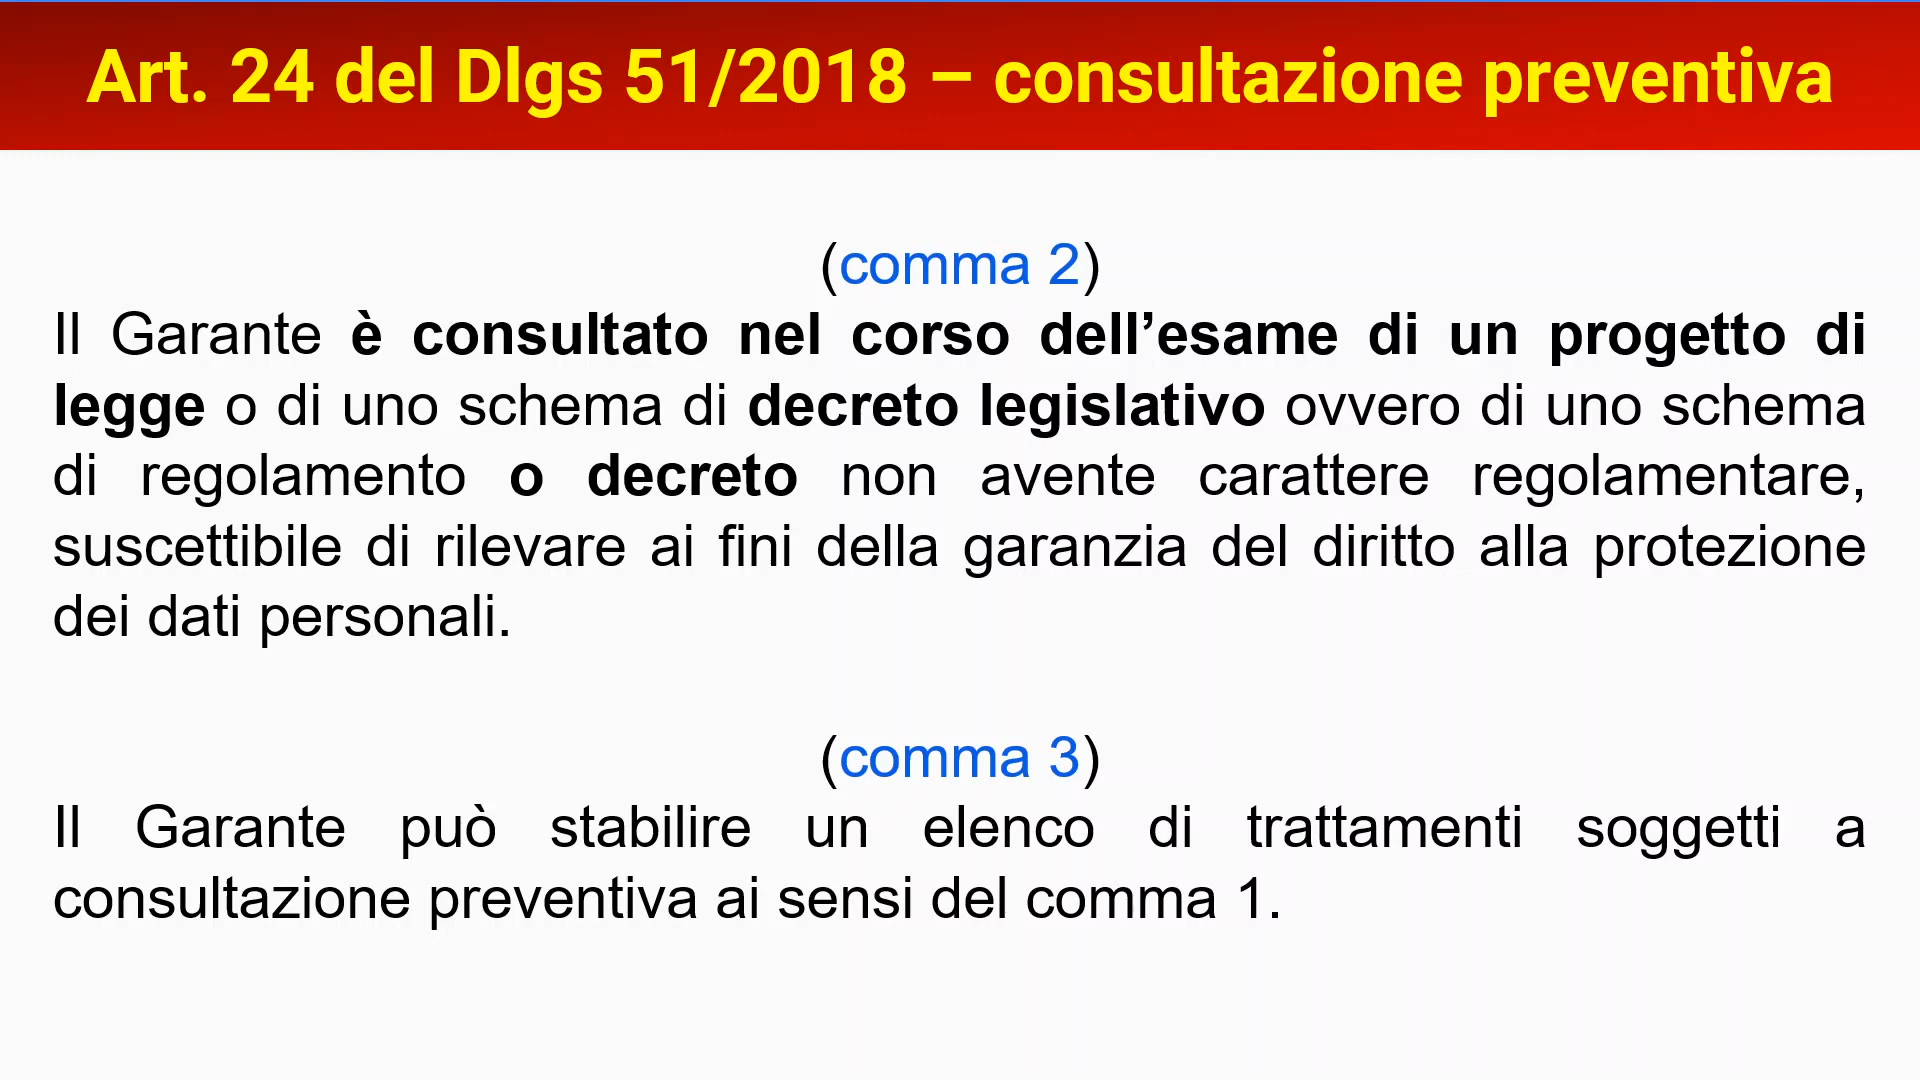 Art. 24 del Dlgs 51/2018 – consultazione preventiva
(comma 2)
Il Garante è consultato nel corso dell’esame di un progetto di
legge o di uno schema di decreto legislativo ovvero di uno schema
di regolamento o decreto non avente carattere regolamentare,
suscettibile di rilevare ai fini della garanzia del diritto alla protezione
dei dati personali.
(comma 3)
Il Garante può stabilire un elenco di trattamenti soggetti a
consultazione preventiva ai sensi del comma 1.